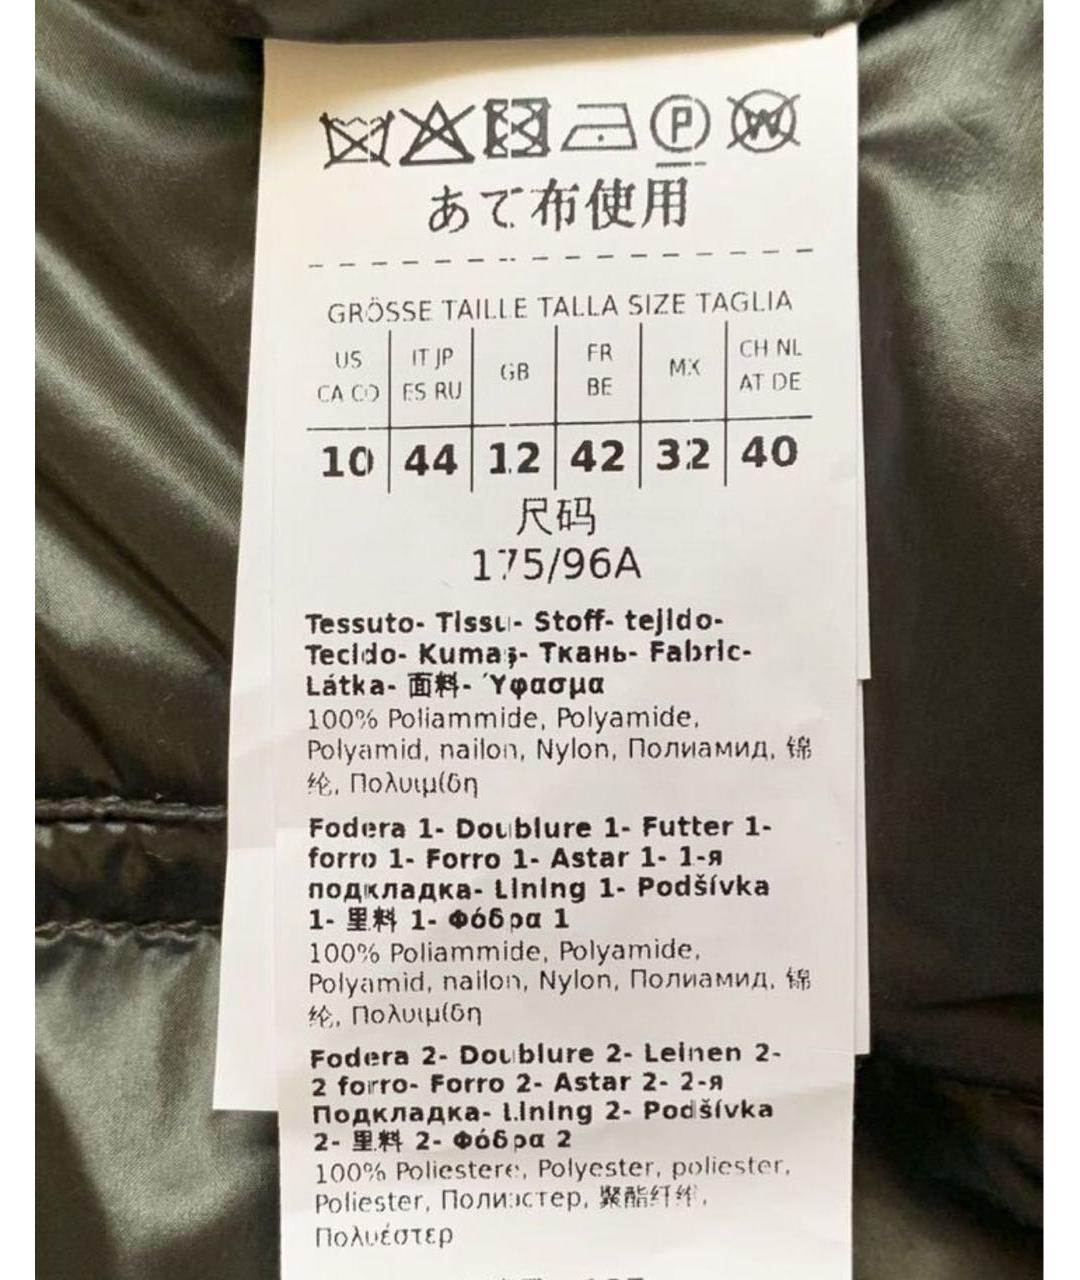 P W
あて布使用
GRÖSSE TAILLE TALLA SIZE TAGLIA
US IT JP GB FR MX CH NL
CA CO ES RU BE AT DE
10 44 12 42 32 40
尺码
175/96A
Tessuto- Tissu- Stoff- tejido-
Tecido- Kumaş- Ткань- Fabric-
Látka- 面料- Ύφασμα
100% Poliammide, Polyamide,
Polyamid, nailon, Nylon, Полиамид, 锦
纶, Πολυιμίδη
Fodera 1- Doublure 1- Futter 1-
forro 1- Forro 1- Astar 1- 1-я
подкладка- Lining 1- Podšívka
1- 里料 1- Φόδρα 1
100% Poliammide, Polyamide,
Polyamid, nailon, Nylon, Полиамид, 锦
纶, Πολυιμίδη
Fodera 2- Doublure 2- Leinen 2-
2 forro- Forro 2- Astar 2- 2-я
Подкладка- Lining 2- Podšívka
2- 里料 2- Φόδρα 2
100% Poliestere, Polyester, poliester,
Poliester, Полиэстер, 聚酯纤维,
Πολυέστερ